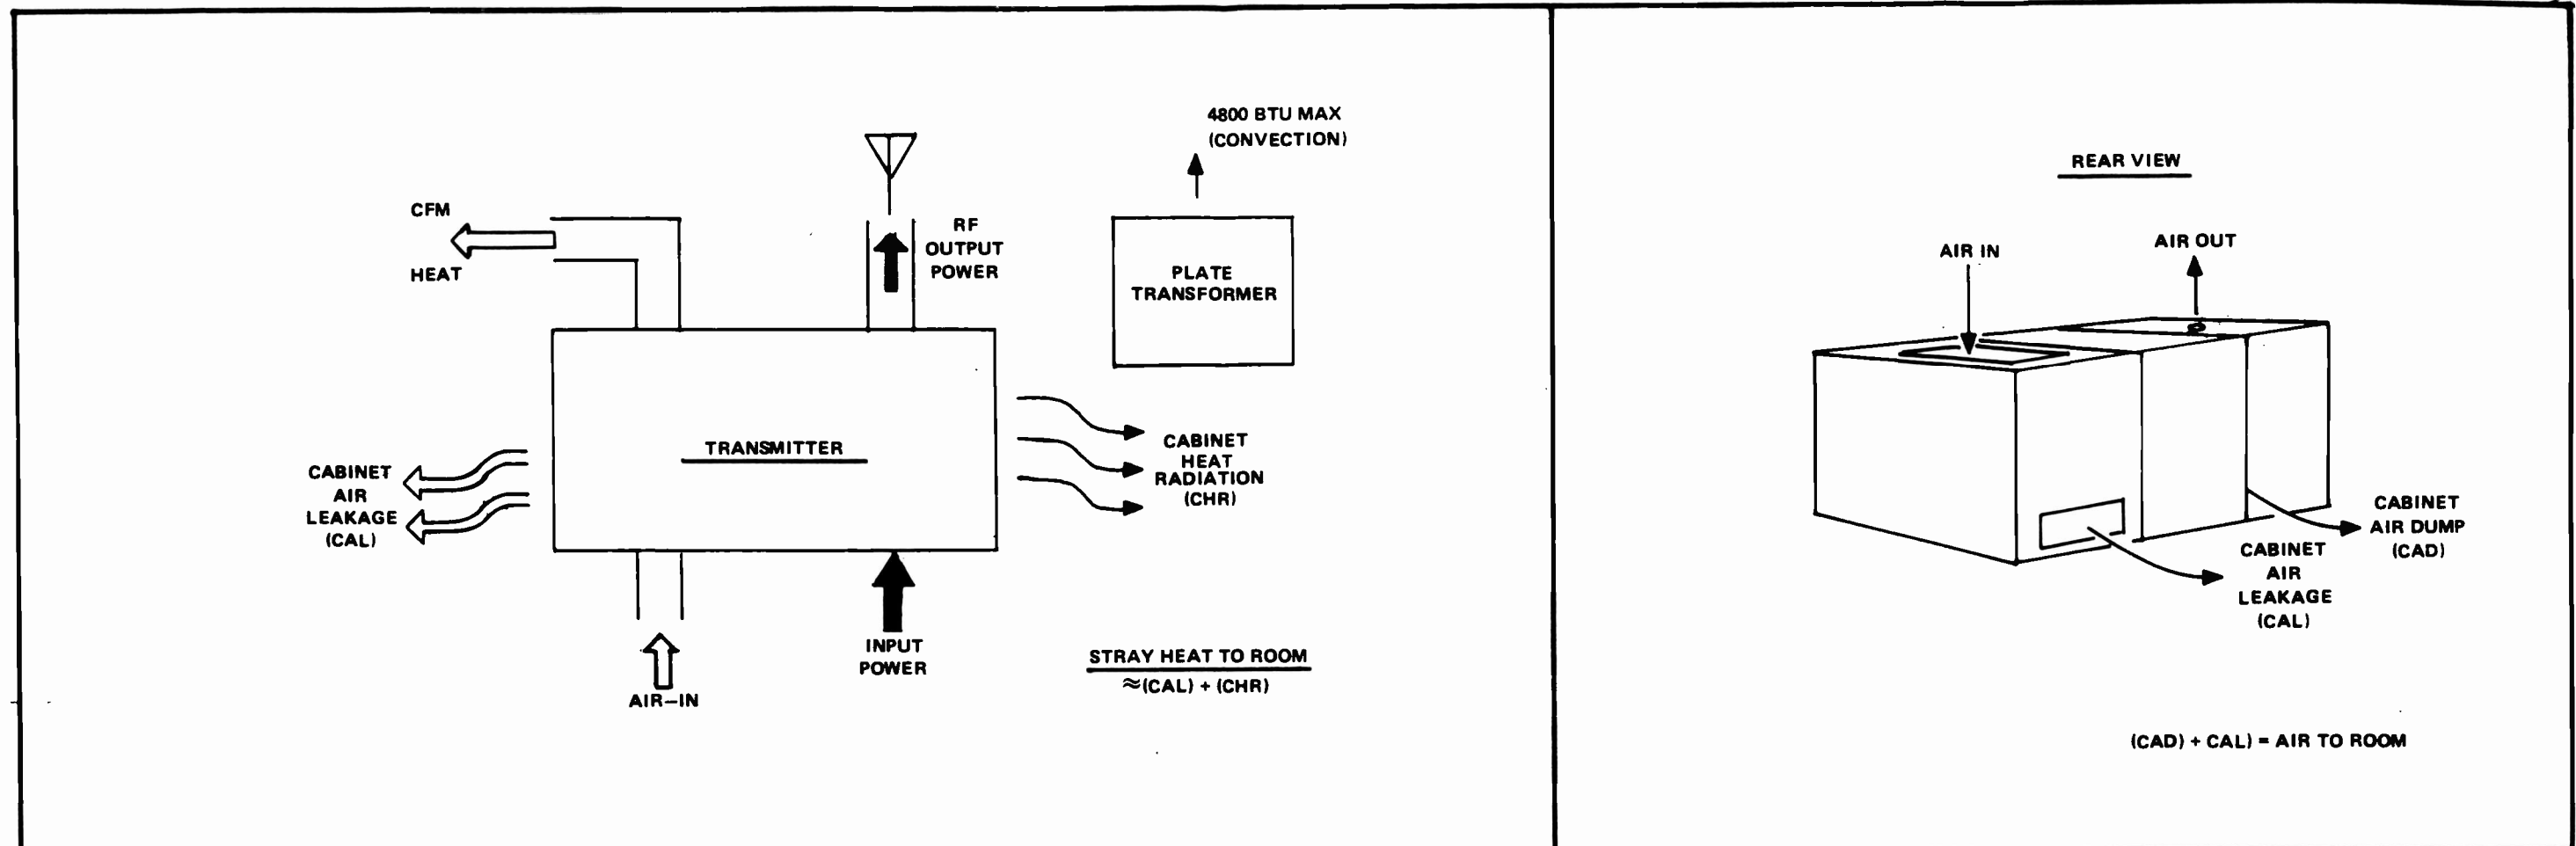 4800 BTU MAX
(CONVECTION)
CFM
HEAT
RF
OUTPUT
POWER
PLATE
TRANSFORMER
TRANSMITTER
CABINET
AIR
LEAKAGE
(CAL)
CABINET
HEAT
RADIATION
(CHR)
INPUT
POWER
AIR–IN
STRAY HEAT TO ROOM
≈(CAL) + (CHR)
REAR VIEW
AIR IN
AIR OUT
CABINET
AIR DUMP
(CAD)
CABINET
AIR
LEAKAGE
(CAL)
(CAD) + CAL) = AIR TO ROOM